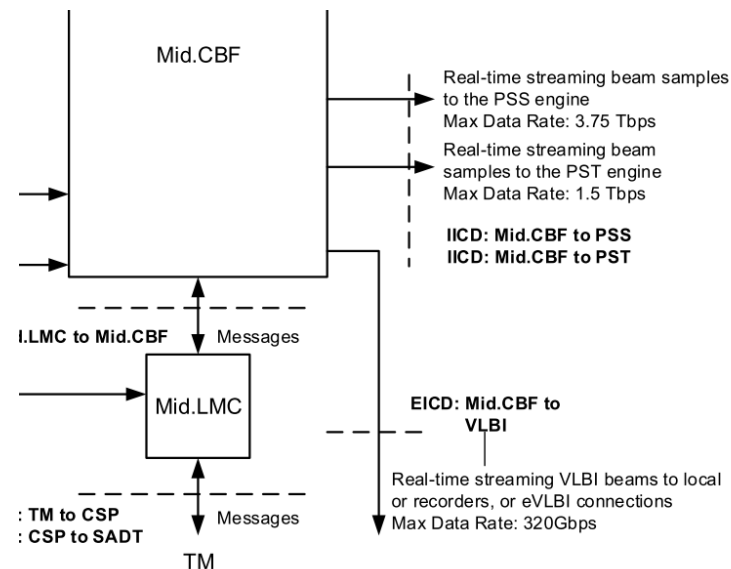 Mid.CBF
Real-time streaming beam samples
to the PSS engine
Max Data Rate: 3.75 Tbps
Real-time streaming beam
samples to the PST engine
Max Data Rate: 1.5 Tbps
IICD: Mid.CBF to PSS
IICD: Mid.CBF to PST
.LMC to Mid.CBF
Messages
Mid.LMC
EICD: Mid.CBF to
VLBI
Real-time streaming VLBI beams to local
or recorders, or eVLBI connections
Max Data Rate: 320Gbps
: TM to CSP
: CSP to SADT
Messages
TM